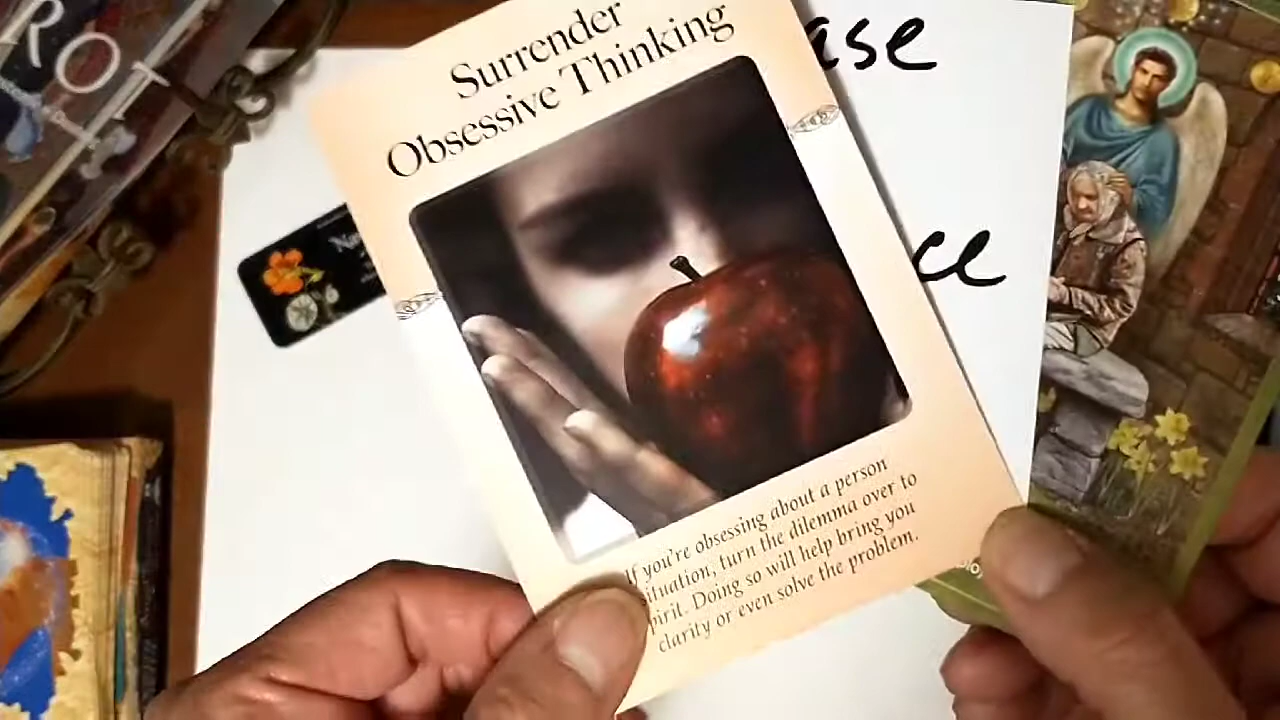 ROT
Surrender
Obsessive Thinking
ase
ce
If you're obsessing about a person
situation, turn the dilemma over to
pirit. Doing so will help bring you
clarity or even solve the problem.